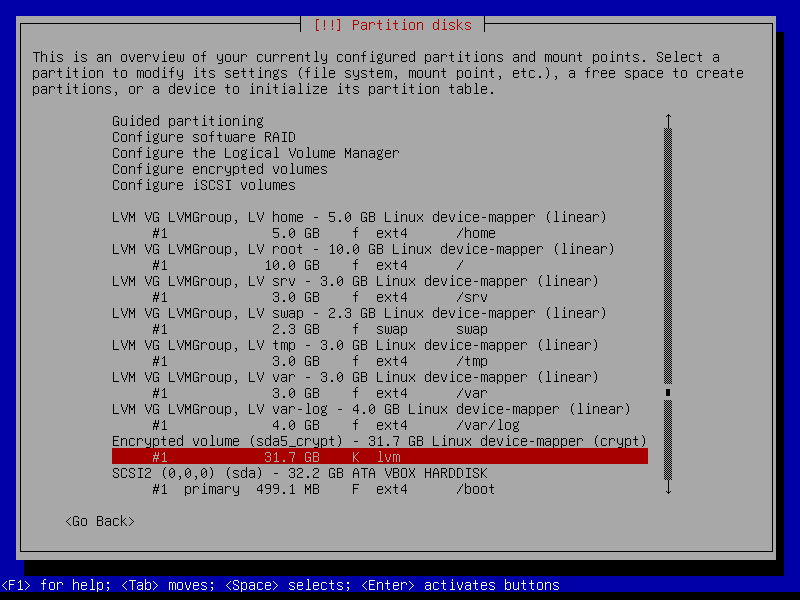 [!!] Partition disks
This is an overview of your currently configured partitions and mount points. Select a
partition to modify its settings (file system, mount point, etc.), a free space to create
partitions, or a device to initialize its partition table.
Guided partitioning
Configure software RAID
Configure the Logical Volume Manager
Configure encrypted volumes
Configure iSCSI volumes
LVM VG LVMGroup, LV home - 5.0 GB Linux device-mapper (linear)
#1 5.0 GB f ext4 /home
LVM VG LVMGroup, LV root - 10.0 GB Linux device-mapper (linear)
#1 10.0 GB f ext4 /
LVM VG LVMGroup, LV srv - 3.0 GB Linux device-mapper (linear)
#1 3.0 GB f ext4 /srv
LVM VG LVMGroup, LV swap - 2.3 GB Linux device-mapper (linear)
#1 2.3 GB f swap swap
LVM VG LVMGroup, LV tmp - 3.0 GB Linux device-mapper (linear)
#1 3.0 GB f ext4 /tmp
LVM VG LVMGroup, LV var - 3.0 GB Linux device-mapper (linear)
#1 3.0 GB f ext4 /var
LVM VG LVMGroup, LV var-log - 4.0 GB Linux device-mapper (linear)
#1 4.0 GB f ext4 /var/log
Encrypted volume (sda5_crypt) - 31.7 GB Linux device-mapper (crypt)
#1 31.7 GB K lvm
SCSI2 (0,0,0) (sda) - 32.2 GB ATA VBOX HARDDISK
#1 primary 499.1 MB F ext4 /boot
<Go Back>
<F1> for help; <Tab> moves; <Space> selects; <Enter> activates buttons